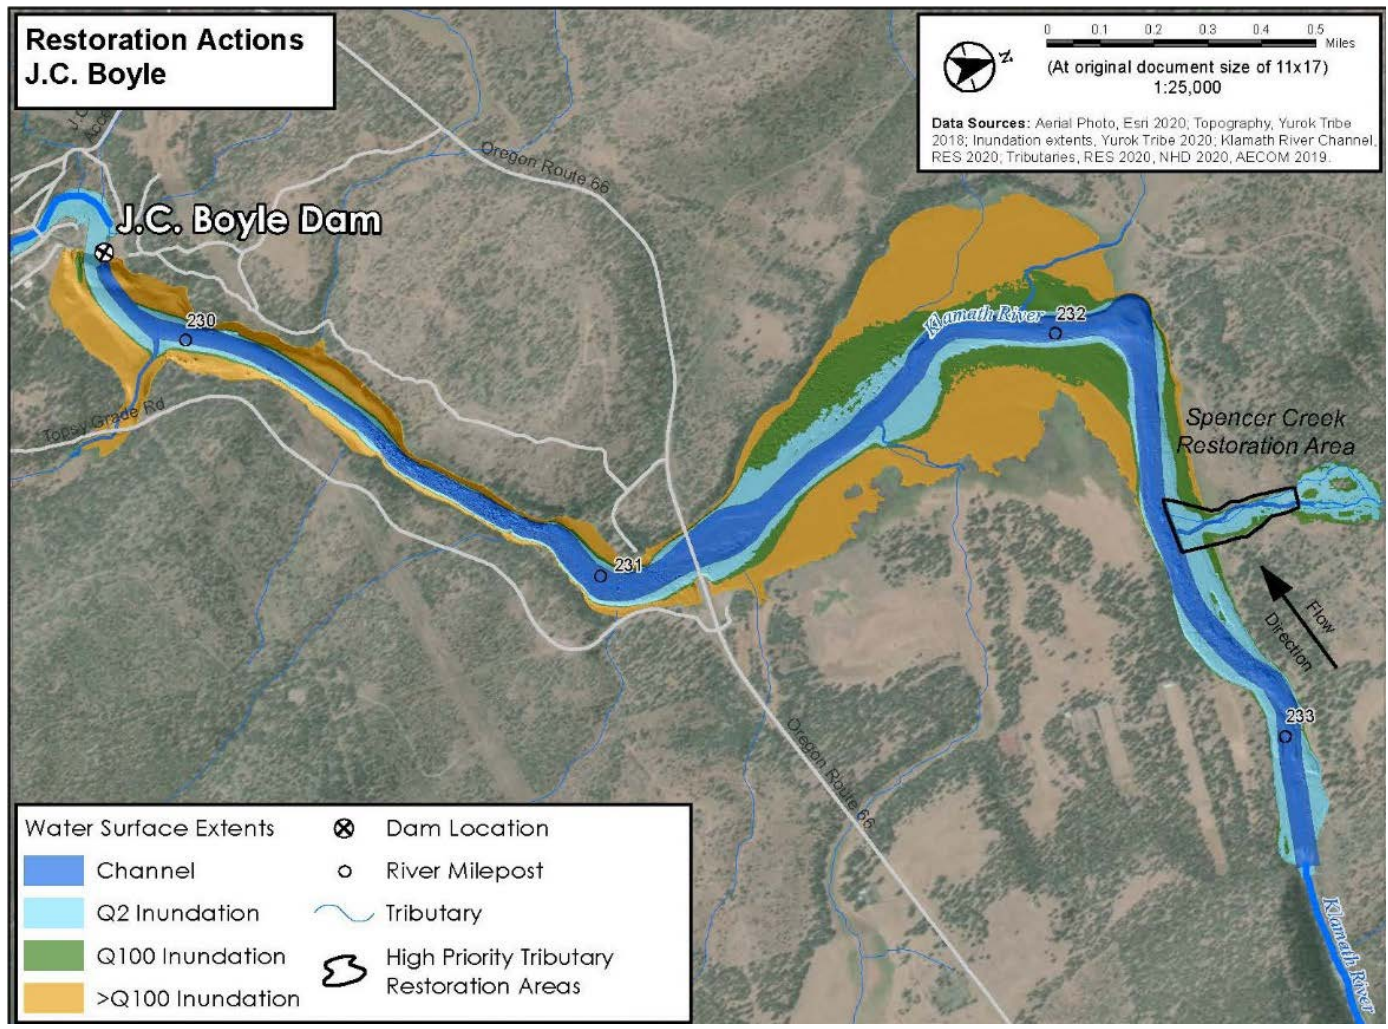 Restoration Actions
J.C. Boyle
0 0.1 0.2 0.3 0.4 0.5
Miles
N
(At original document size of 11x17)
1:25,000
Data Sources: Aerial Photo, Esri 2020; Topography, Yurok Tribe
2018; Inundation extents, Yurok Tribe 2020; Klamath River Channel,
RES 2020; Tributaries, RES 2020, NHD 2020, AECOM 2019.
J.C.
Oregon Route 66
J.C. Boyle Dam
230
Klamath River
232
Topsy Grade Rd
Spencer Creek
Restoration Area
231
Flow
Direction
233
Oregon Route 66
Klamath River
Water Surface Extents
Channel
Q2 Inundation
Q100 Inundation
>Q100 Inundation
Dam Location
River Milepost
Tributary
High Priority Tributary
Restoration Areas